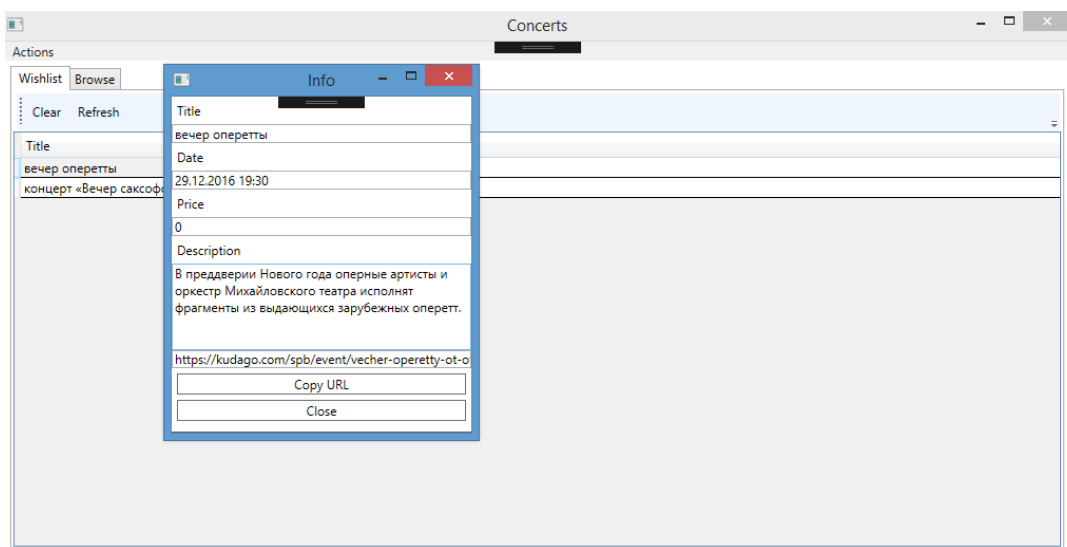 Concerts
Actions
Wishlist Browse
Clear Refresh
Title
вечер оперетты
концерт «Вечер
Info
Title
вечер оперетты
Date
29.12.2016 19:30
Price
0
Description
В преддверии Нового года оперные артисты и
оркестр Михайловского театра исполнят
фрагменты из выдающихся зарубежных оперетт.
https://kudago.com/spb/event/vecher-operetty-ot-o
Copy URL
Close